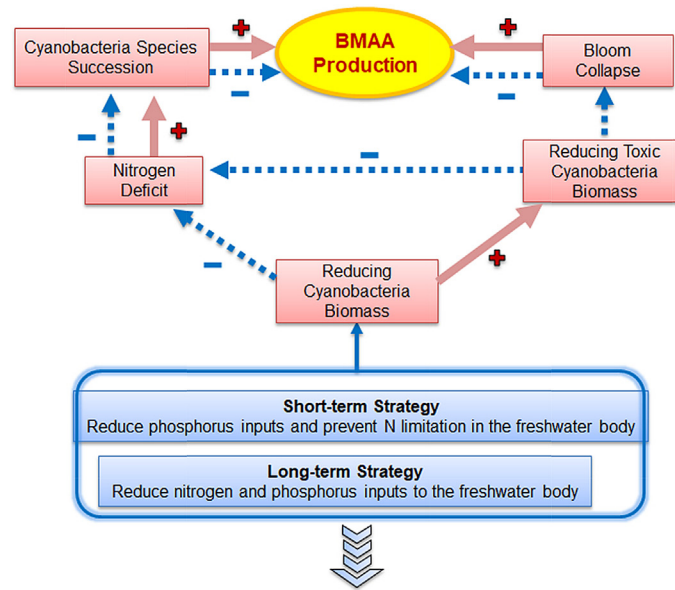 Cyanobacteria Species
Succession
BMAA
Production
Bloom
Collapse
Nitrogen
Deficit
Reducing Toxic
Cyanobacteria
Biomass
Reducing
Cyanobacteria
Biomass
Short-term Strategy
Reduce phosphorus inputs and prevent N limitation in the freshwater body
Long-term Strategy
Reduce nitrogen and phosphorus inputs to the freshwater body